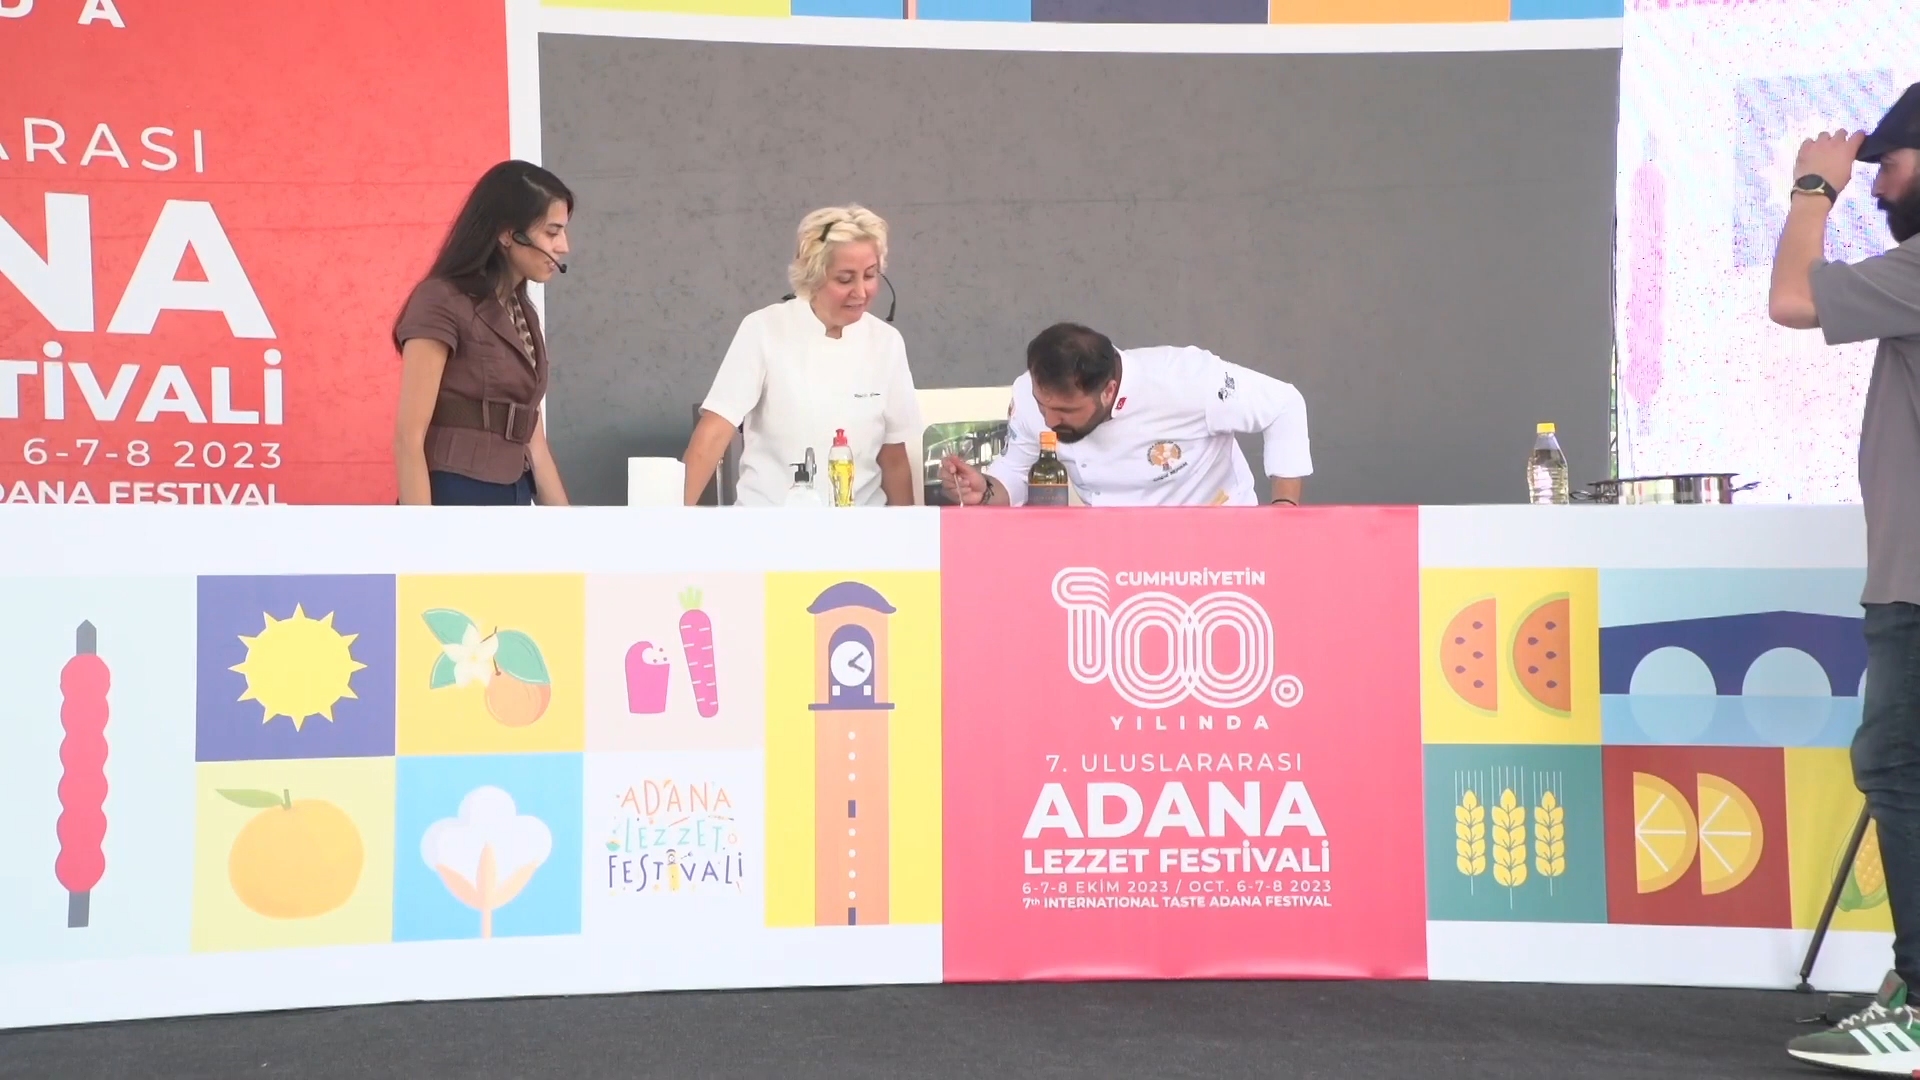 ARASI
NA
TİVALİ
6-7-8 2023
DANA FESTIVAL
CUMHURİYETİN
100.
YILINDA
7. ULUSLARARASI
ADANA
LEZZET FESTİVALİ
6-7-8 EKİM 2023 / OCT. 6-7-8 2023
7th INTERNATIONAL TASTE ADANA FESTIVAL
ADANA
LEZZET
FESTİVALİ